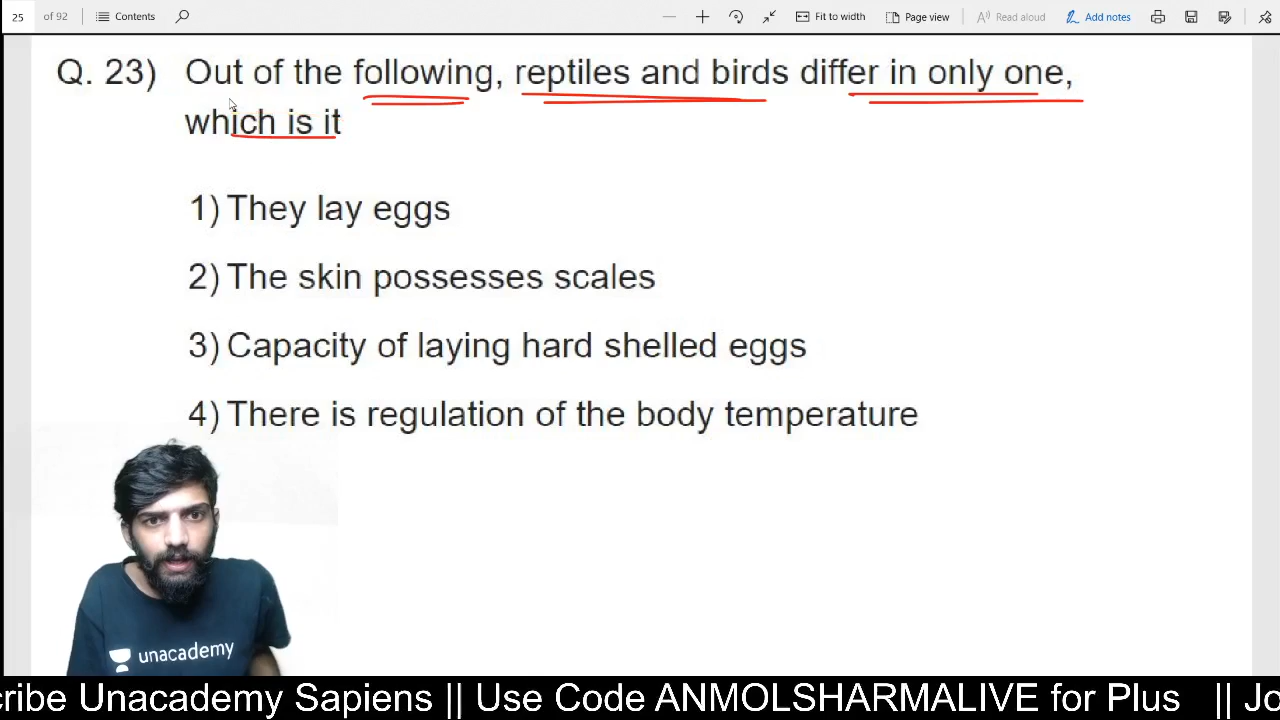 25 of 92 Contents Fit to width Page view Read aloud Add notes
Q. 23) Out of the following, reptiles and birds differ in only one,
which is it
1) They lay eggs
2) The skin possesses scales
3) Capacity of laying hard shelled eggs
4) There is regulation of the body temperature
unacademy
cribe Unacademy Sapiens || Use Code ANMOLSHARMALIVE for Plus || Jo